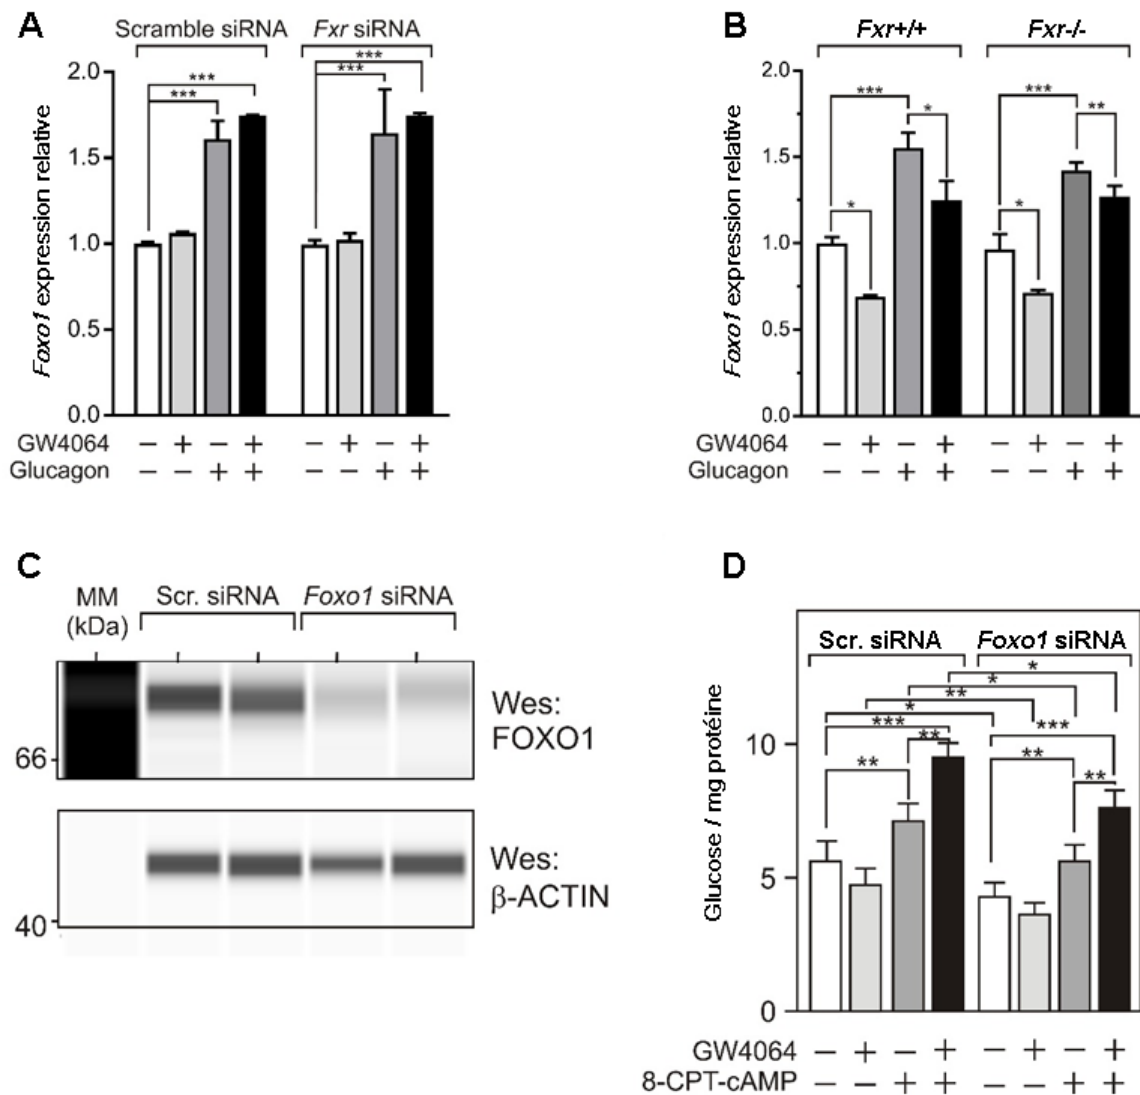 A
Scramble siRNA
Fxr siRNA
***
***
***
***
Foxo1 expression relative
2.0
1.5
1.0
0.5
0.0
GW4064 − + − + − + − +
Glucagon − − + + − − + +
B
Fxr+/+
Fxr-/-
***
*
*
***
**
*
Foxo1 expression relative
2.0
1.5
1.0
0.5
0.0
GW4064 − + − + − + − +
Glucagon − − + + − − + +
C
MM
(kDa)
Scr. siRNA
Foxo1 siRNA
66
Wes:
FOXO1
40
Wes:
β-ACTIN
D
Scr. siRNA
Foxo1 siRNA
*
*
**
*
***
**
**
***
**
**
Glucose / mg protéine
10
5
0
GW4064 − + − + − + − +
8-CPT-cAMP − − + + − − + +